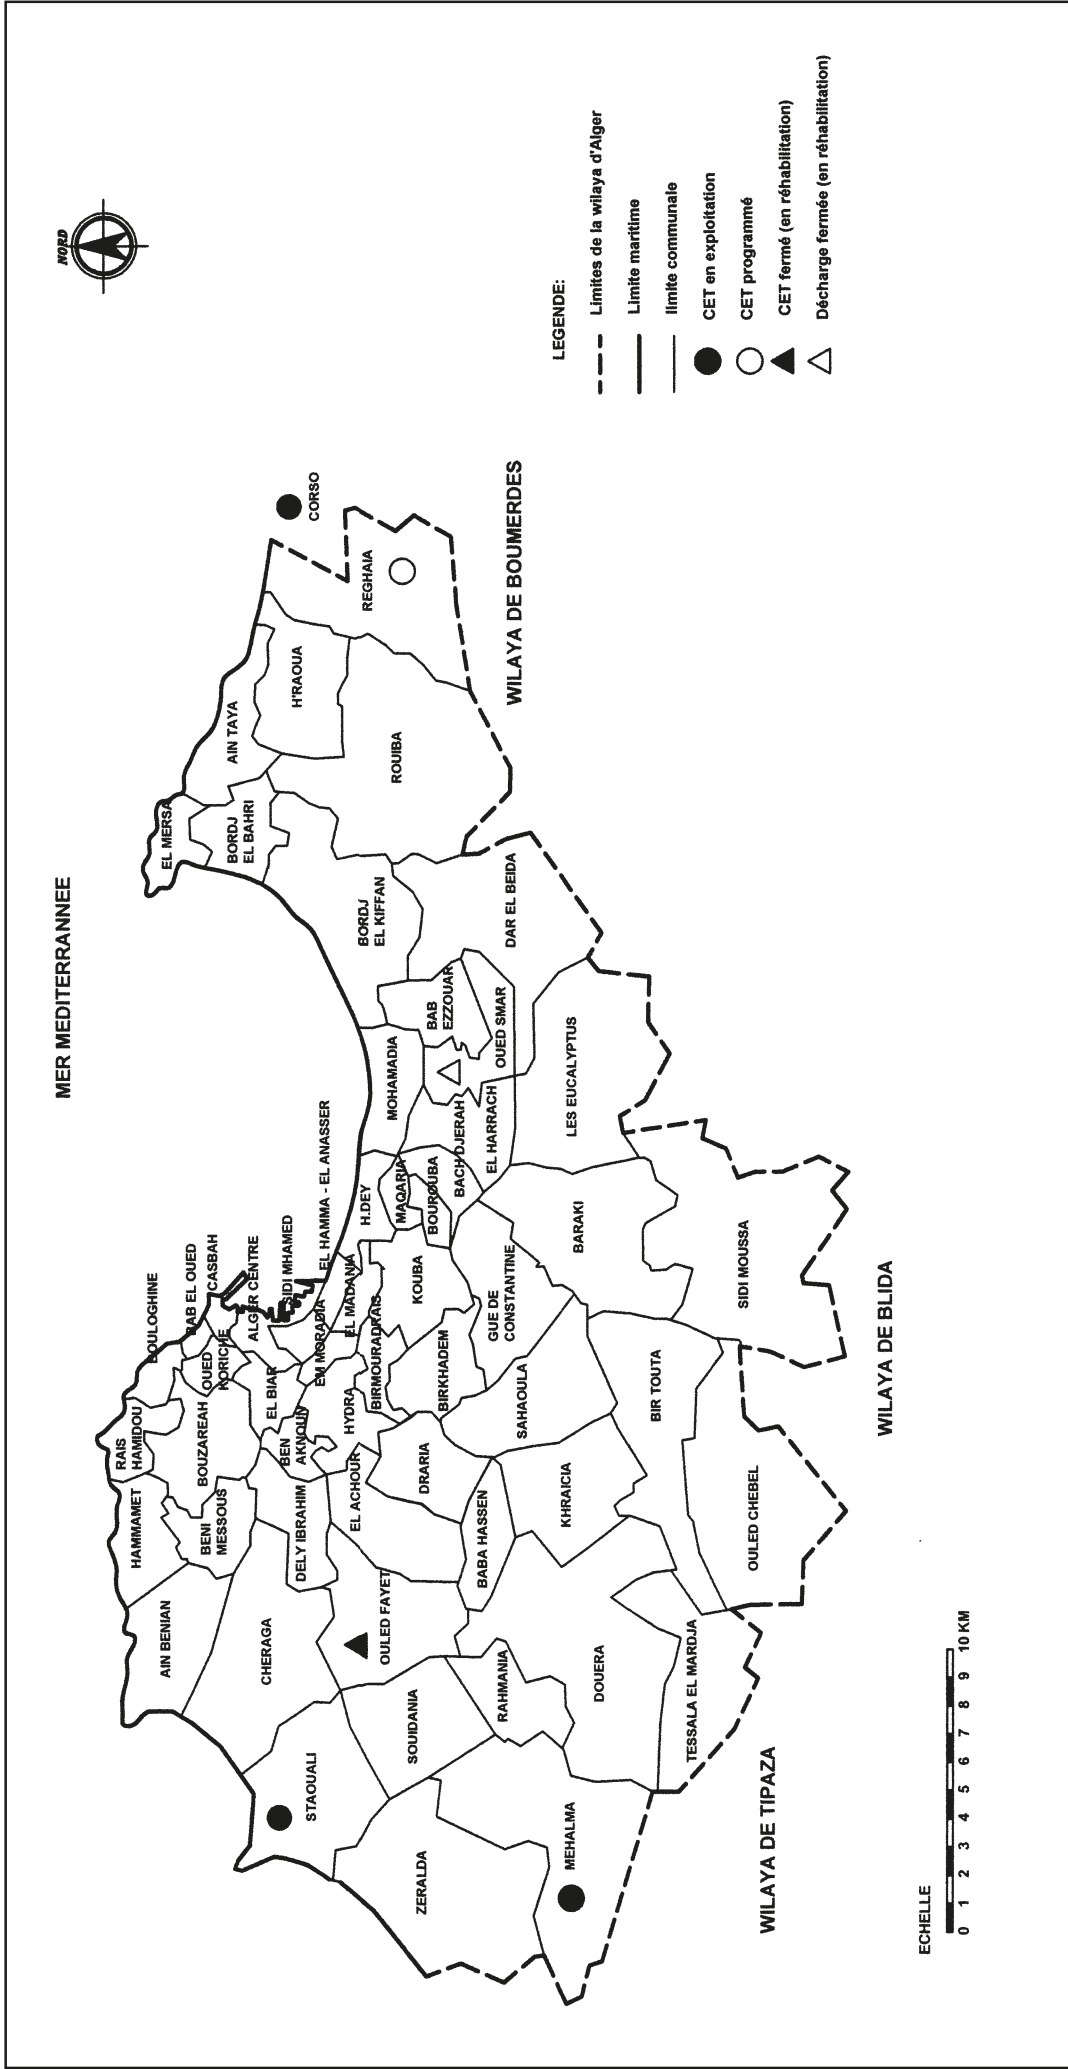 NORD
MER MEDITERRANNEE
EL MERSA
AIN TAYA
BORDJ
EL BAHRI
H'RAOUA
CORSO
REGHAIA
ROUIBA
BORDJ
EL KIFFAN
DAR EL BEIDA
BAB
EZZOUAR
OUED SMAR
MOHAMADIA
LES EUCALYPTUS
EL HARRACH
BACH DJERAH
BOUROUBA
MAQARIA
H.DEY
EL HAMMA - EL ANASSER
SIDI MHAMED
ALGER CENTRE
CASBAH
BAB EL OUED
BOULOGHINE
OUED
KORICHE
RAIS
HAMIDOU
BOUZAREAH
EL BIAR
EM MORADIA
EL MADANIA
BIRMOURADRAIS
KOUBA
GUE DE
CONSTANTINE
BARAKI
SIDI MOUSSA
HYDRA
BEN
AKNOUN
BIRKHADEM
SAHAOULA
BIR TOUTA
HAMMAMET
BENI
MESSOUS
DELY IBRAHIM
EL ACHOUR
DRARIA
BABA HASSEN
KHRAICIA
OULED CHEBEL
AIN BENIAN
CHERAGA
OULED FAYET
RAHMANIA
DOUERA
TESSALA EL MARDJA
STAOUALI
SOUIDANIA
ZERALDA
MEHALMA
WILAYA DE BOUMERDES
WILAYA DE BLIDA
WILAYA DE TIPAZA
LEGENDE:
Limites de la wilaya d'Alger
Limite maritime
limite communale
CET en exploitation
CET programmé
CET fermé (en réhabilitation)
Décharge fermée (en réhabilitation)
ECHELLE
0 1 2 3 4 5 6 7 8 9 10 KM